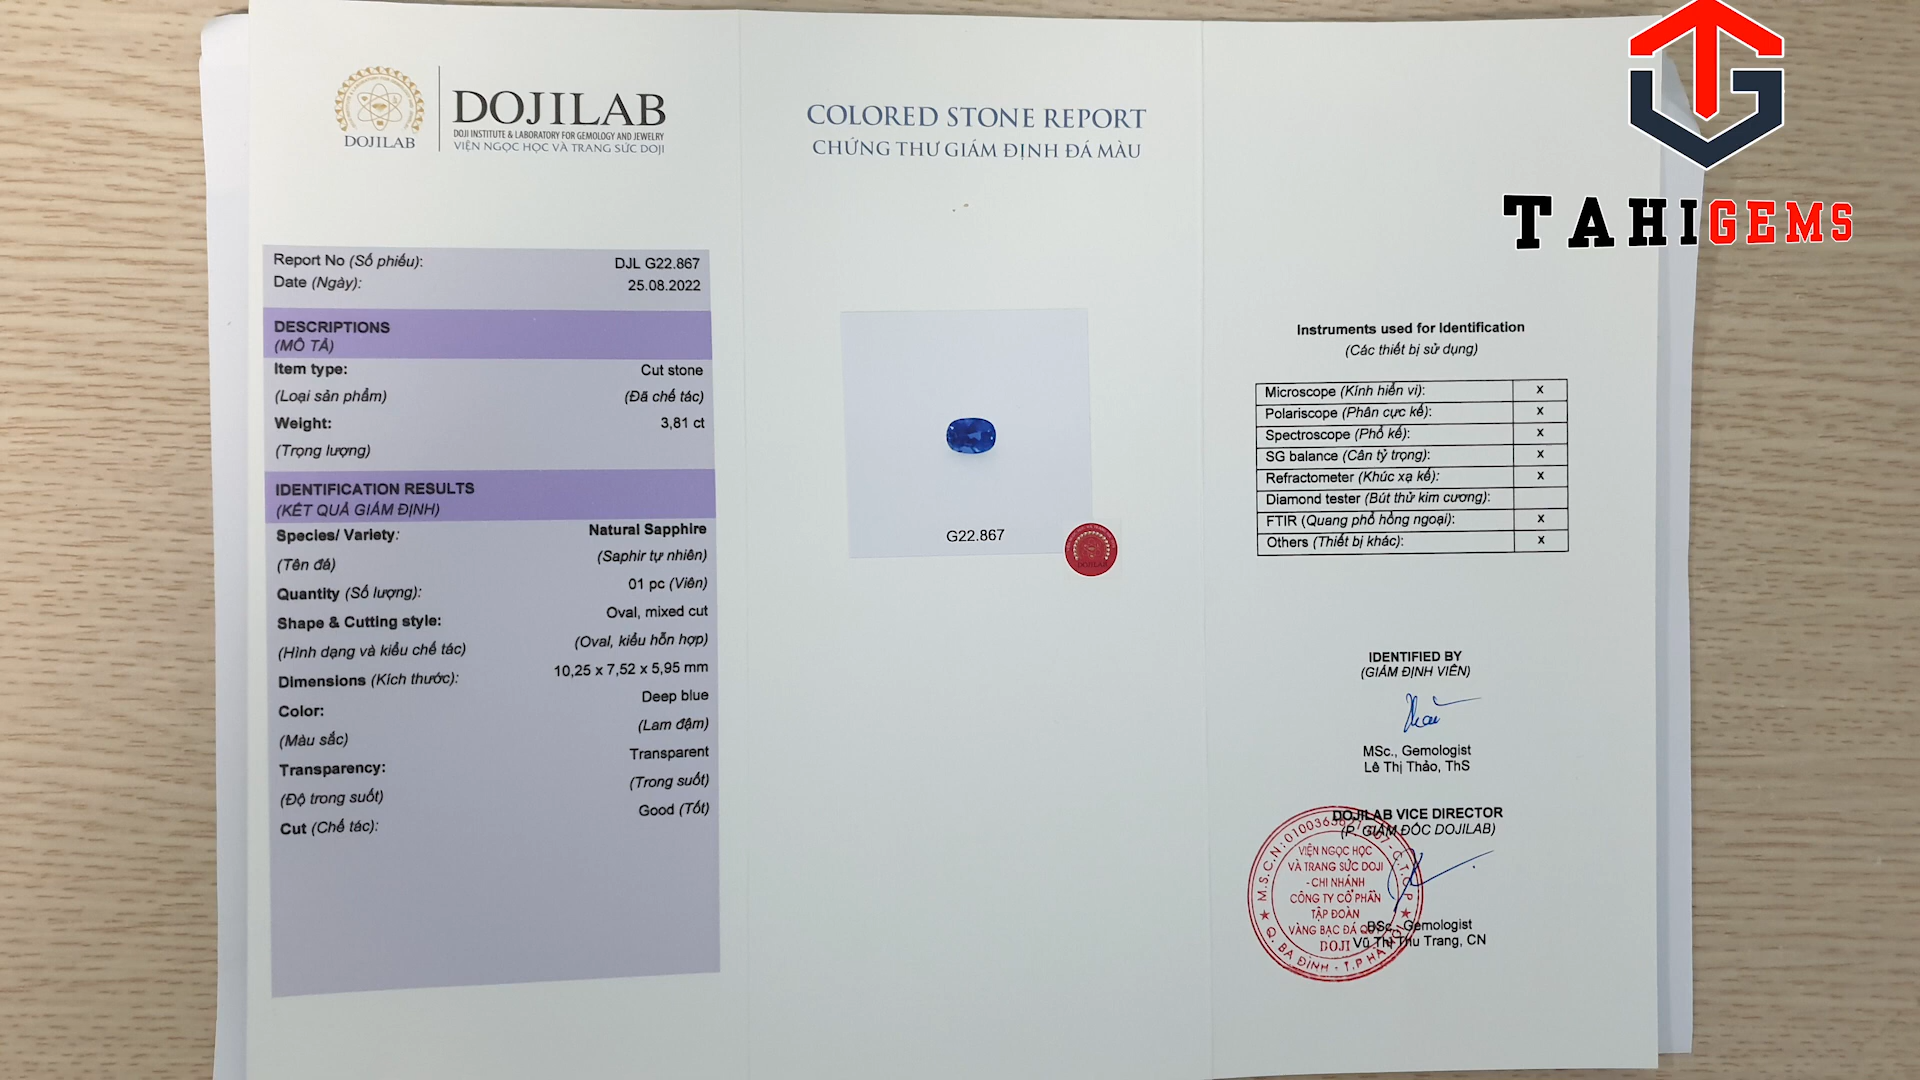 DOJILAB
DOJILAB
DOJI INSTITUTE & LABORATORY FOR GEMOLOGY AND JEWELRY
VIỆN NGỌC HỌC VÀ TRANG SỨC DOJI
Report No (Số phiếu): DJL G22.867
Date (Ngày): 25.08.2022
DESCRIPTIONS
(MÔ TẢ)
Item type: Cut stone
(Loại sản phẩm) (Đã chế tác)
Weight: 3,81 ct
(Trọng lượng)
IDENTIFICATION RESULTS
(KẾT QUẢ GIÁM ĐỊNH)
Species/ Variety: Natural Sapphire
(Tên đá) (Saphir tự nhiên)
Quantity (Số lượng): 01 pc (Viên)
Shape & Cutting style: Oval, mixed cut
(Hình dạng và kiểu chế tác) (Oval, kiểu hỗn hợp)
Dimensions (Kích thước): 10,25 x 7,52 x 5,95 mm
Color: Deep blue
(Màu sắc) (Lam đậm)
Transparency: Transparent
(Độ trong suốt) (Trong suốt)
Cut (Chế tác): Good (Tốt)
COLORED STONE REPORT
CHỨNG THƯ GIÁM ĐỊNH ĐÁ MÀU
G22.867
DOJILAB
TAHIGEMS
Instruments used for Identification
(Các thiết bị sử dụng)
Microscope (Kính hiển vi): x
Polariscope (Phân cực kế): x
Spectroscope (Phổ kế): x
SG balance (Cân tỷ trọng): x
Refractometer (Khúc xạ kế): x
Diamond tester (Bút thử kim cương):
FTIR (Quang phổ hồng ngoại): x
Others (Thiết bị khác): x
IDENTIFIED BY
(GIÁM ĐỊNH VIÊN)
MSc., Gemologist
Lê Thị Thảo, ThS
DOJILAB VICE DIRECTOR
(P. GIÁM ĐỐC DOJILAB)
VIỆN NGỌC HỌC
VÀ TRANG SỨC DOJI
- CHI NHÁNH
CÔNG TY CỔ PHẦN
TẬP ĐOÀN
VÀNG BẠC ĐÁ QUÝ
DOJI
Q. BA ĐÌNH - T.P HÀ NỘI
BSc., Gemologist
Vũ Thị Thu Trang, CN